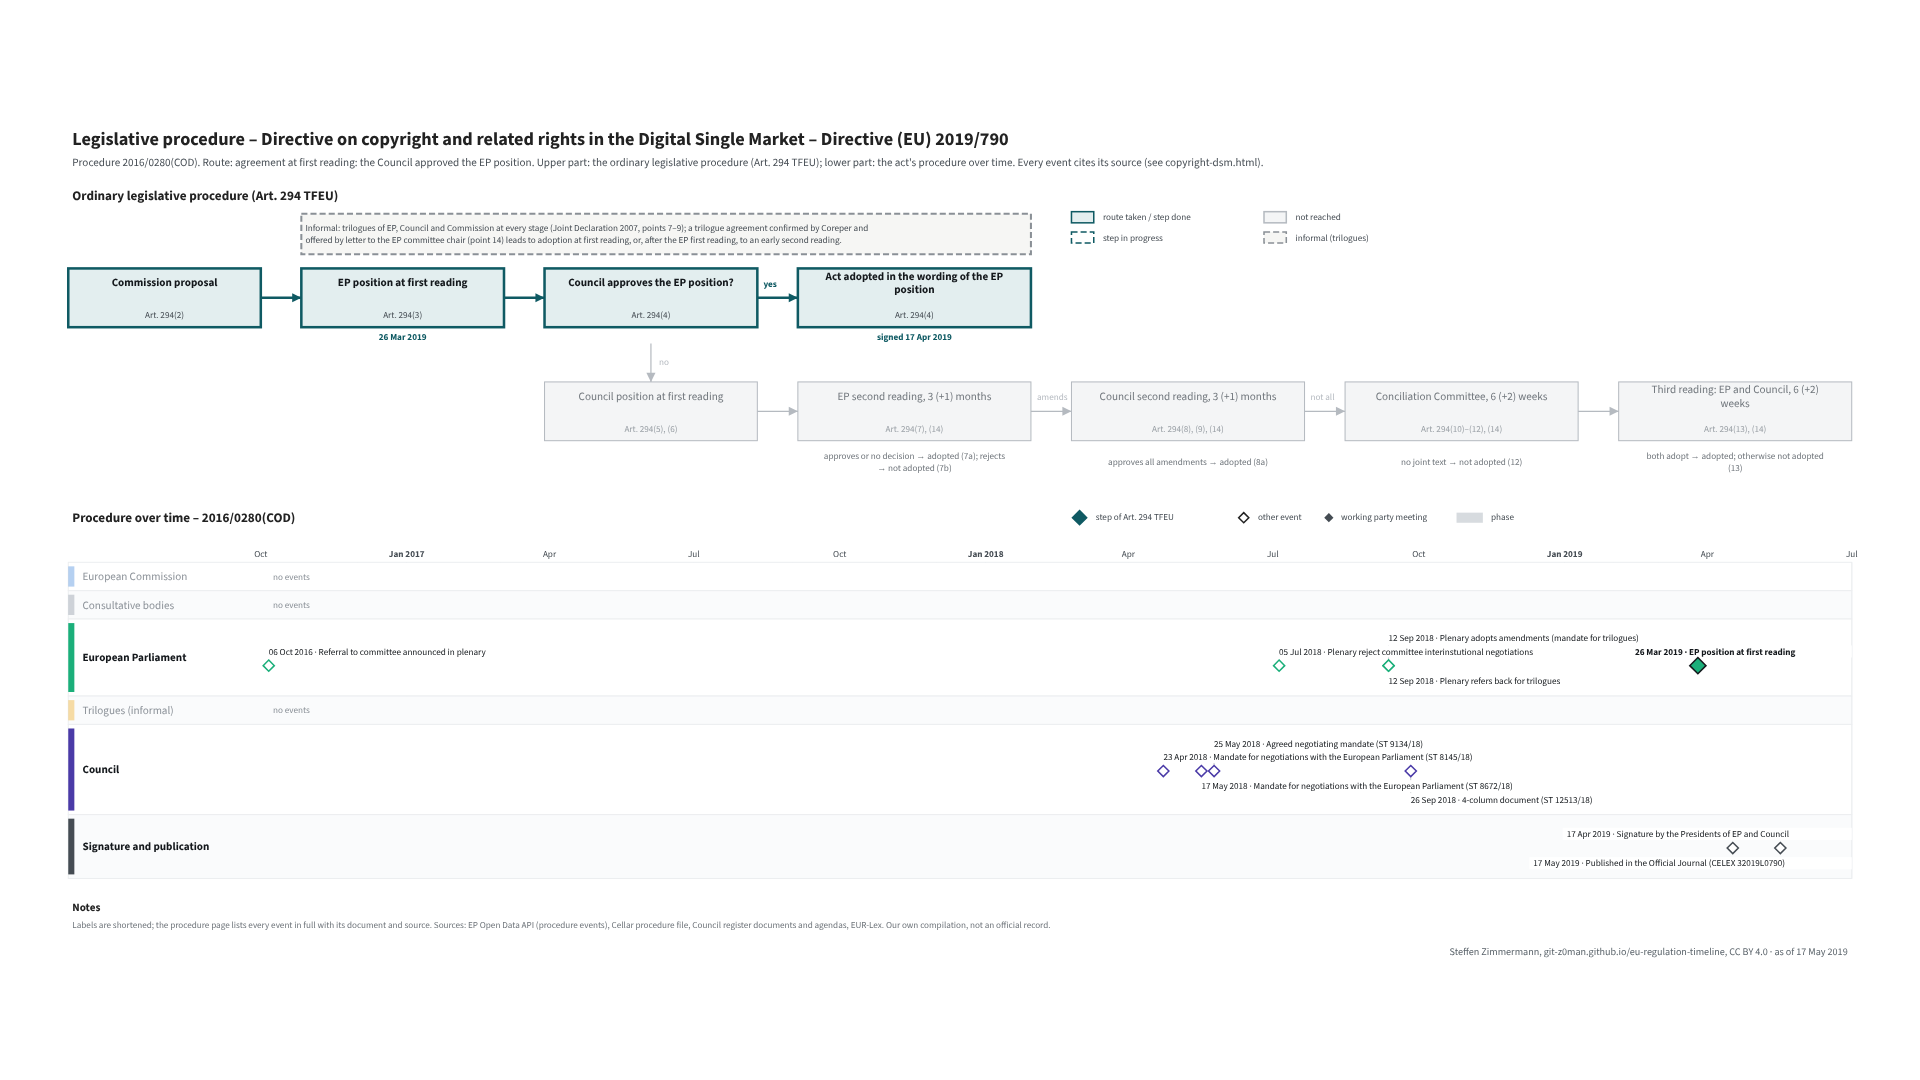 Legislative procedure – Directive on copyright and related rights in the Digital Single Market – Directive (EU) 2019/790
Procedure 2016/0280(COD). Route: agreement at first reading: the Council approved the EP position. Upper part: the ordinary legislative procedure (Art. 294 TFEU); lower part: the act's procedure over time. Every event cites its source (see copyright-dsm.html).
Ordinary legislative procedure (Art. 294 TFEU)
Informal: trilogues of EP, Council and Commission at every stage (Joint Declaration 2007, points 7–9); a trilogue agreement confirmed by Coreper and
offered by letter to the EP committee chair (point 14) leads to adoption at first reading, or, after the EP first reading, to an early second reading.
route taken / step done
not reached
step in progress
informal (trilogues)
Commission proposal
Art. 294(2)
EP position at first reading
Art. 294(3)
26 Mar 2019
Council approves the EP position?
Art. 294(4)
yes
Act adopted in the wording of the EP
position
Art. 294(4)
signed 17 Apr 2019
no
Council position at first reading
Art. 294(5), (6)
EP second reading, 3 (+1) months
Art. 294(7), (14)
approves or no decision → adopted (7a); rejects
→ not adopted (7b)
amends
Council second reading, 3 (+1) months
Art. 294(8), (9), (14)
approves all amendments → adopted (8a)
not all
Conciliation Committee, 6 (+2) weeks
Art. 294(10)–(12), (14)
no joint text → not adopted (12)
Third reading: EP and Council, 6 (+2)
weeks
Art. 294(13), (14)
both adopt → adopted; otherwise not adopted
(13)
Procedure over time – 2016/0280(COD)
step of Art. 294 TFEU
other event
working party meeting
phase
Oct
Jan 2017
Apr
Jul
Oct
Jan 2018
Apr
Jul
Oct
Jan 2019
Apr
Jul
European Commission
no events
Consultative bodies
no events
European Parliament
12 Sep 2018 · Plenary adopts amendments (mandate for trilogues)
06 Oct 2016 · Referral to committee announced in plenary
05 Jul 2018 · Plenary reject committee interinstutional negotiations
26 Mar 2019 · EP position at first reading
12 Sep 2018 · Plenary refers back for trilogues
Trilogues (informal)
no events
Council
25 May 2018 · Agreed negotiating mandate (ST 9134/18)
23 Apr 2018 · Mandate for negotiations with the European Parliament (ST 8145/18)
17 May 2018 · Mandate for negotiations with the European Parliament (ST 8672/18)
26 Sep 2018 · 4-column document (ST 12513/18)
Signature and publication
17 Apr 2019 · Signature by the Presidents of EP and Council
17 May 2019 · Published in the Official Journal (CELEX 32019L0790)
Notes
Labels are shortened; the procedure page lists every event in full with its document and source. Sources: EP Open Data API (procedure events), Cellar procedure file, Council register documents and agendas, EUR-Lex. Our own compilation, not an official record.
Steffen Zimmermann, git-z0man.github.io/eu-regulation-timeline, CC BY 4.0 · as of 17 May 2019